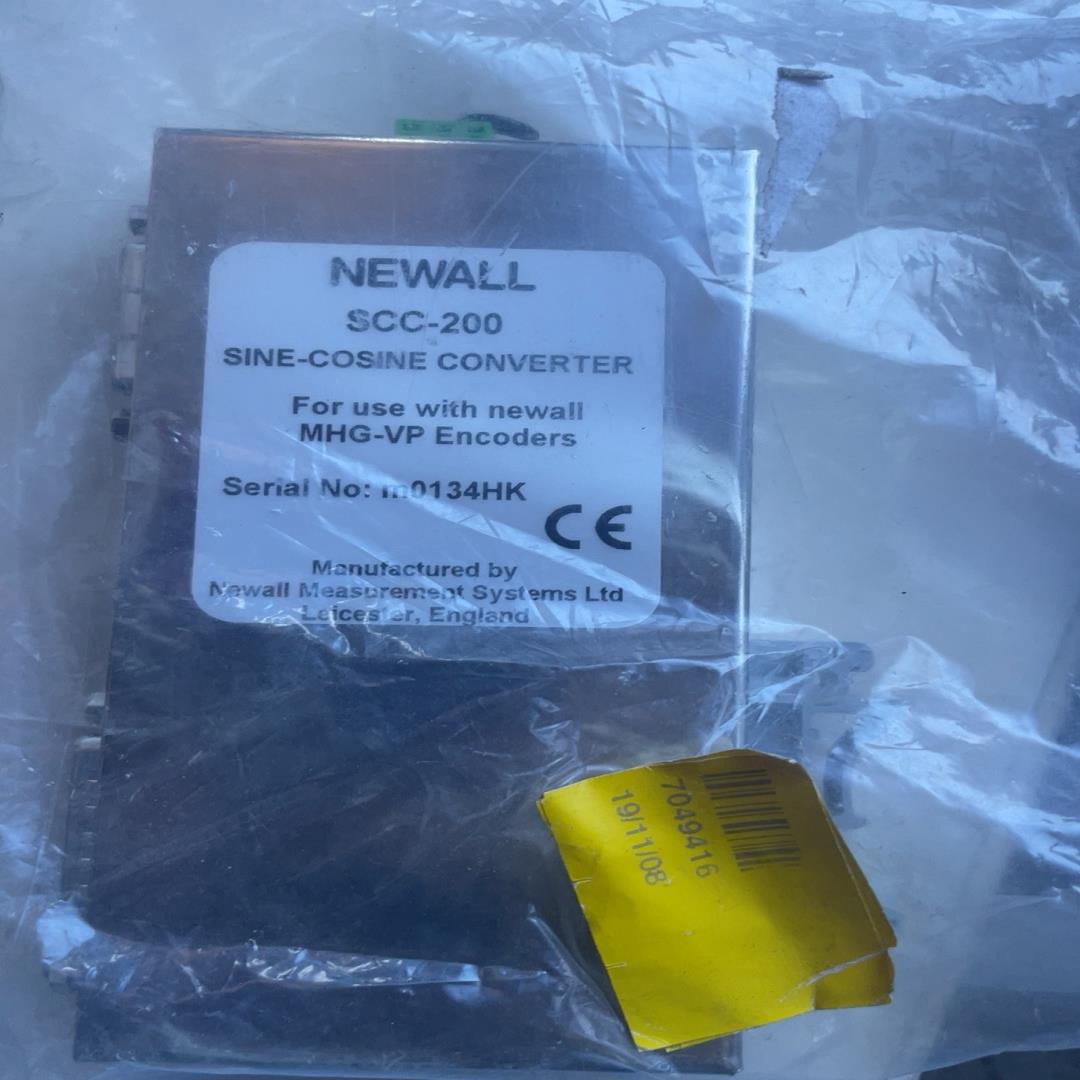 NEWALL
SCC-200
SINE-COSINE CONVERTER
For use with newall
MHG-VP Encoders
Serial No: m0134HK
CE
Manufactured by
Newall Measurement Systems Ltd
Leicester, England
7049416
19/11/08